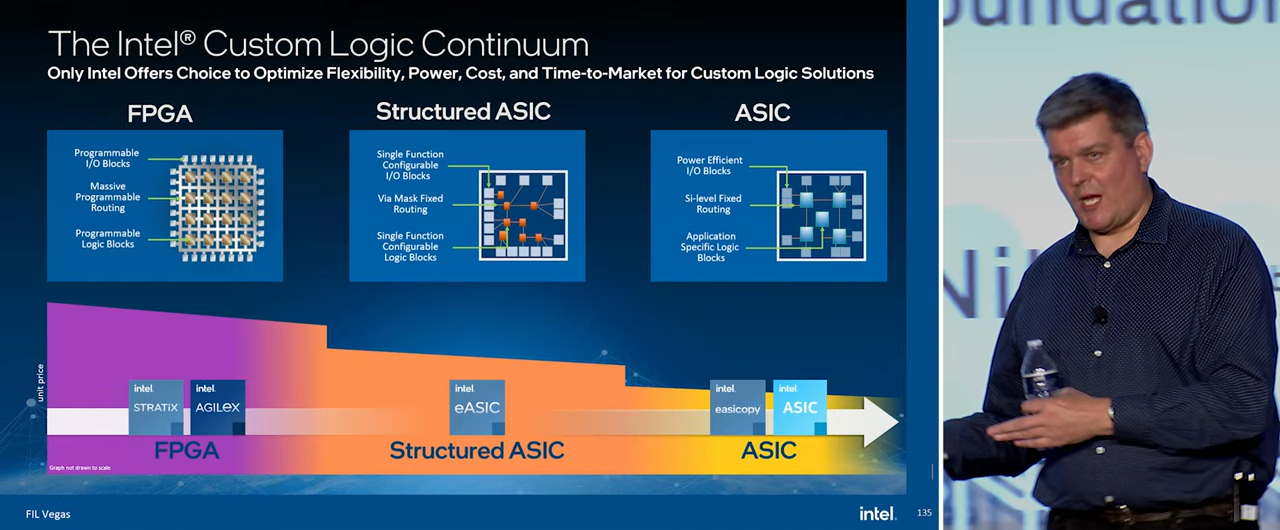 The Intel® Custom Logic Continuum
Only Intel Offers Choice to Optimize Flexibility, Power, Cost, and Time-to-Market for Custom Logic Solutions
FPGA
Programmable
I/O Blocks
Massive
Programmable
Routing
Programmable
Logic Blocks
Structured ASIC
Single Function
Configurable
I/O Blocks
Via Mask Fixed
Routing
Single Function
Configurable
Logic Blocks
ASIC
Power Efficient
I/O Blocks
Si-level Fixed
Routing
Application
Specific Logic
Blocks
unit price
intel.
STRATIX
intel.
AGILEX
intel.
eASIC
intel.
easicopy
intel.
ASIC
FPGA
Structured ASIC
ASIC
Graph not drawn to scale
FIL Vegas
intel.
135
oundation